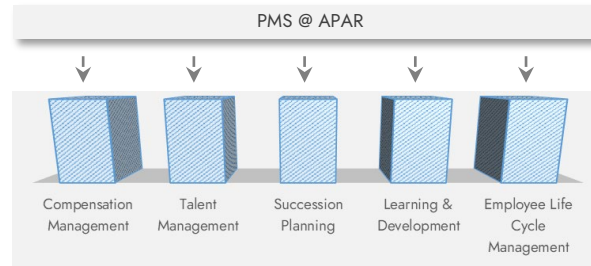 PMS @ APAR
Compensation
Management
Talent
Management
Succession
Planning
Learning &
Development
Employee Life
Cycle
Management